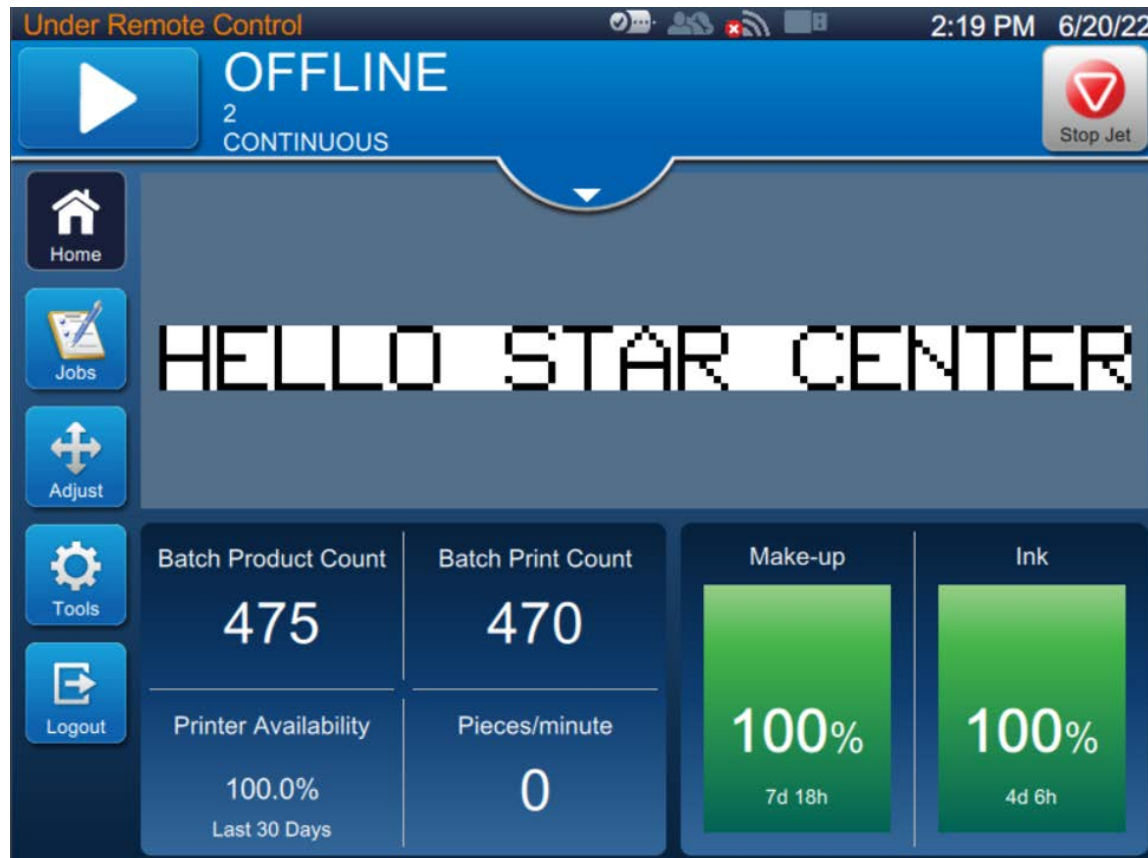 Under Remote Control
2:19 PM 6/20/22
OFFLINE
2
CONTINUOUS
Stop Jet
Home
Jobs
Adjust
Tools
Logout
HELLO STAR CENTER
Batch Product Count
475
Batch Print Count
470
Printer Availability
100.0%
Last 30 Days
Pieces/minute
0
Make-up
100%
7d 18h
Ink
100%
4d 6h